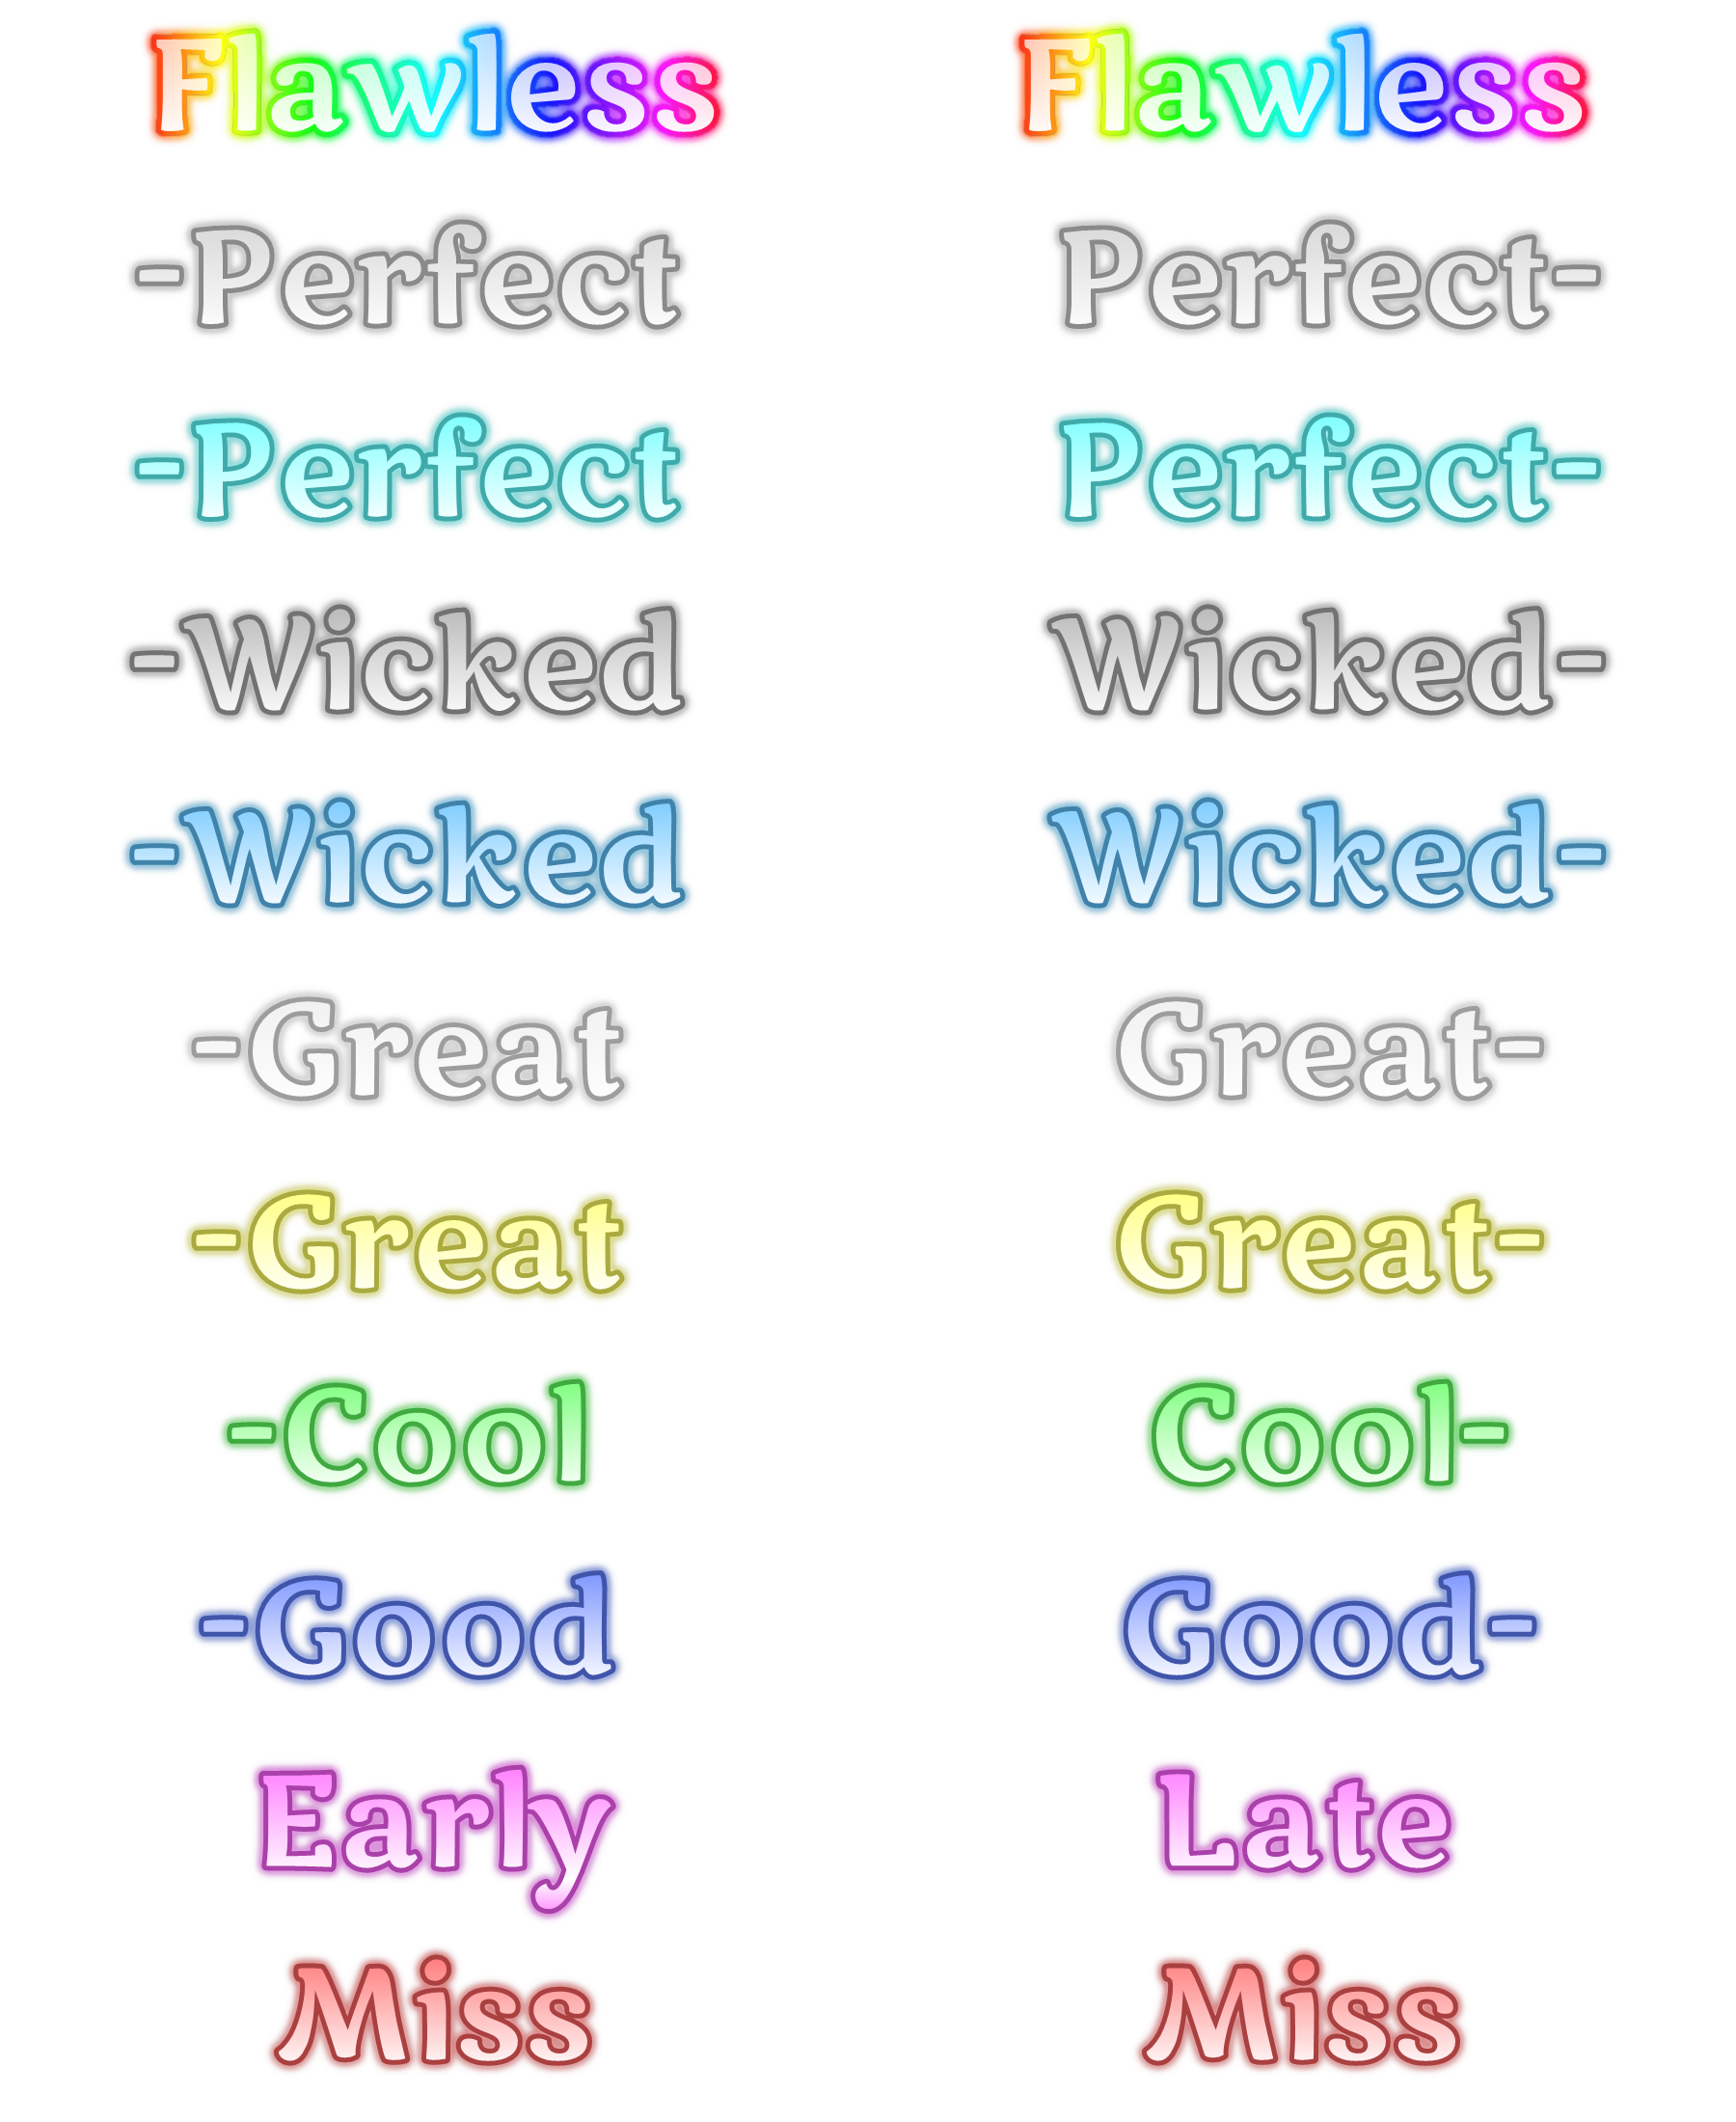 Flawless Flawless
-Perfect Perfect-
-Perfect Perfect-
-Wicked Wicked-
-Wicked Wicked-
-Great Great-
-Great Great-
-Cool Cool-
-Good Good-
Early Late
Miss Miss